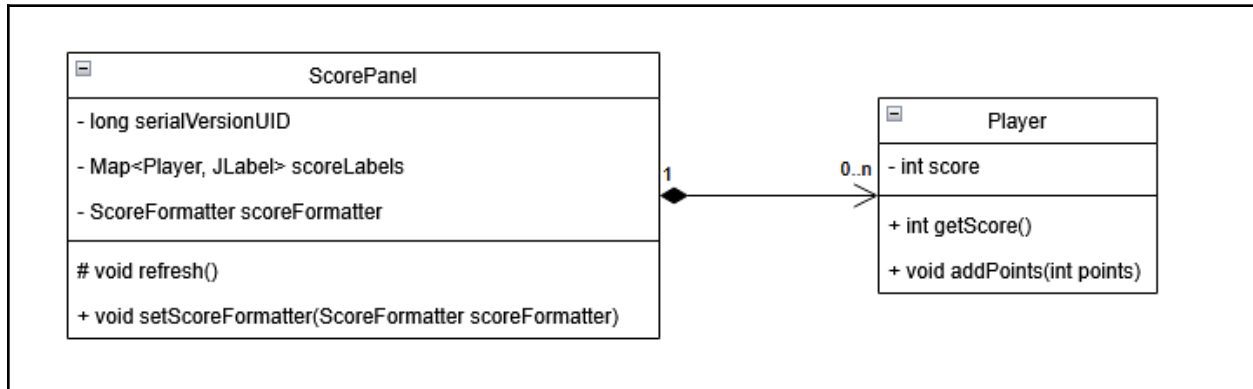 ScorePanel
- long serialVersionUID
- Map<Player, JLabel> scoreLabels
- ScoreFormatter scoreFormatter
# void refresh()
+ void setScoreFormatter(ScoreFormatter scoreFormatter)
1
0..n
Player
- int score
+ int getScore()
+ void addPoints(int points)